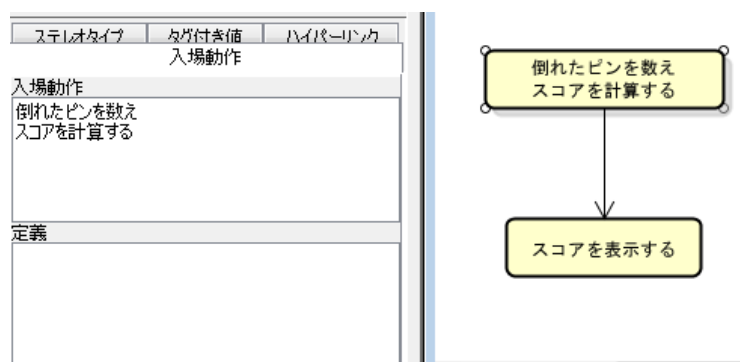 ステレオタイプ タグ付き値 ハイパーリンク
入場動作
入場動作
倒れたピンを数え
スコアを計算する
定義
倒れたピンを数え
スコアを計算する
スコアを表示する